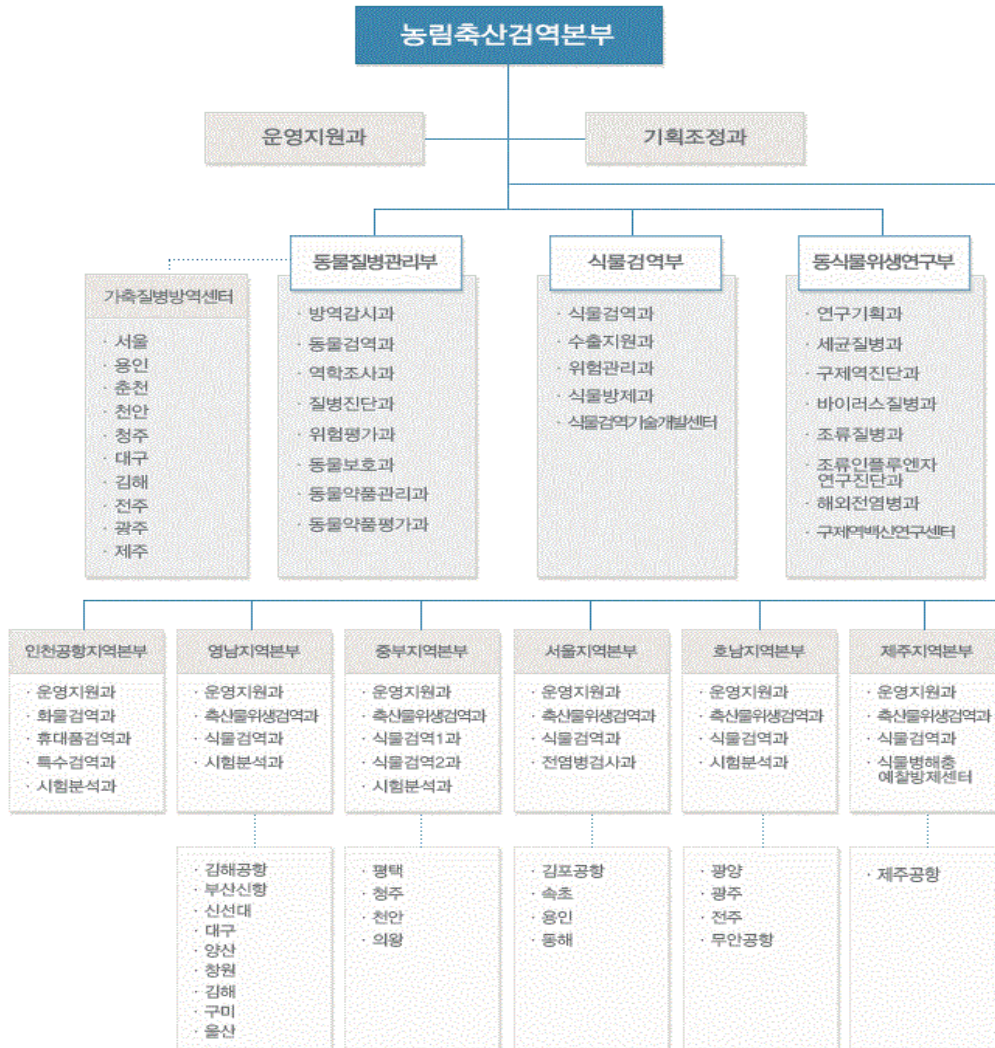 농림축산검역본부
운영지원과
기획조정과
동물질병관리부
식물검역부
동식물위생연구부
가축질병방역센터
· 서울
· 용인
· 춘천
· 천안
· 청주
· 대구
· 김해
· 전주
· 광주
· 제주
· 방역감시과
· 동물검역과
· 역학조사과
· 질병진단과
· 위험평가과
· 동물보호과
· 동물약품관리과
· 동물약품평가과
· 식물검역과
· 수출지원과
· 위험관리과
· 식물방제과
· 식물검역기술개발센터
· 연구기획과
· 세균질병과
· 구제역진단과
· 바이러스질병과
· 조류질병과
· 조류인플루엔자
연구진단과
· 해외전염병과
· 구제역백신연구센터
인천공항지역본부
· 운영지원과
· 화물검역과
· 휴대품검역과
· 특수검역과
· 시험분석과
영남지역본부
· 운영지원과
· 축산물위생검역과
· 식물검역과
· 시험분석과
· 김해공항
· 부산신항
· 신선대
· 대구
· 양산
· 창원
· 김해
· 구미
· 울산
중부지역본부
· 운영지원과
· 축산물위생검역과
· 식물검역1과
· 식물검역2과
· 시험분석과
· 평택
· 청주
· 천안
· 의왕
서울지역본부
· 운영지원과
· 축산물위생검역과
· 식물검역과
· 전염병검사과
· 김포공항
· 속초
· 용인
· 동해
호남지역본부
· 운영지원과
· 축산물위생검역과
· 식물검역과
· 시험분석과
· 광양
· 광주
· 전주
· 무안공항
제주지역본부
· 운영지원과
· 축산물위생검역과
· 식물검역과
· 식물병해충
예찰방제센터
· 제주공항